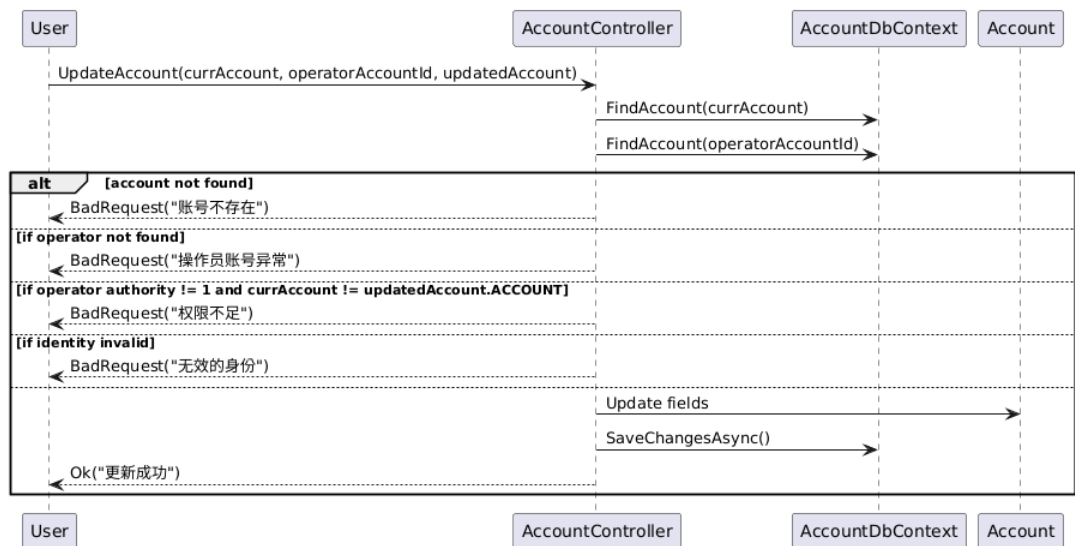 User AccountController AccountDbContext Account
UpdateAccount(currAccount, operatorAccountId, updatedAccount)
FindAccount(currAccount)
FindAccount(operatorAccountId)
alt [account not found]
BadRequest("账号不存在")
[if operator not found]
BadRequest("操作员账号异常")
[if operator authority != 1 and currAccount != updatedAccount.ACCOUNT]
BadRequest("权限不足")
[if identity invalid]
BadRequest("无效的身份")
Update fields
SaveChangesAsync()
Ok("更新成功")
User AccountController AccountDbContext Account